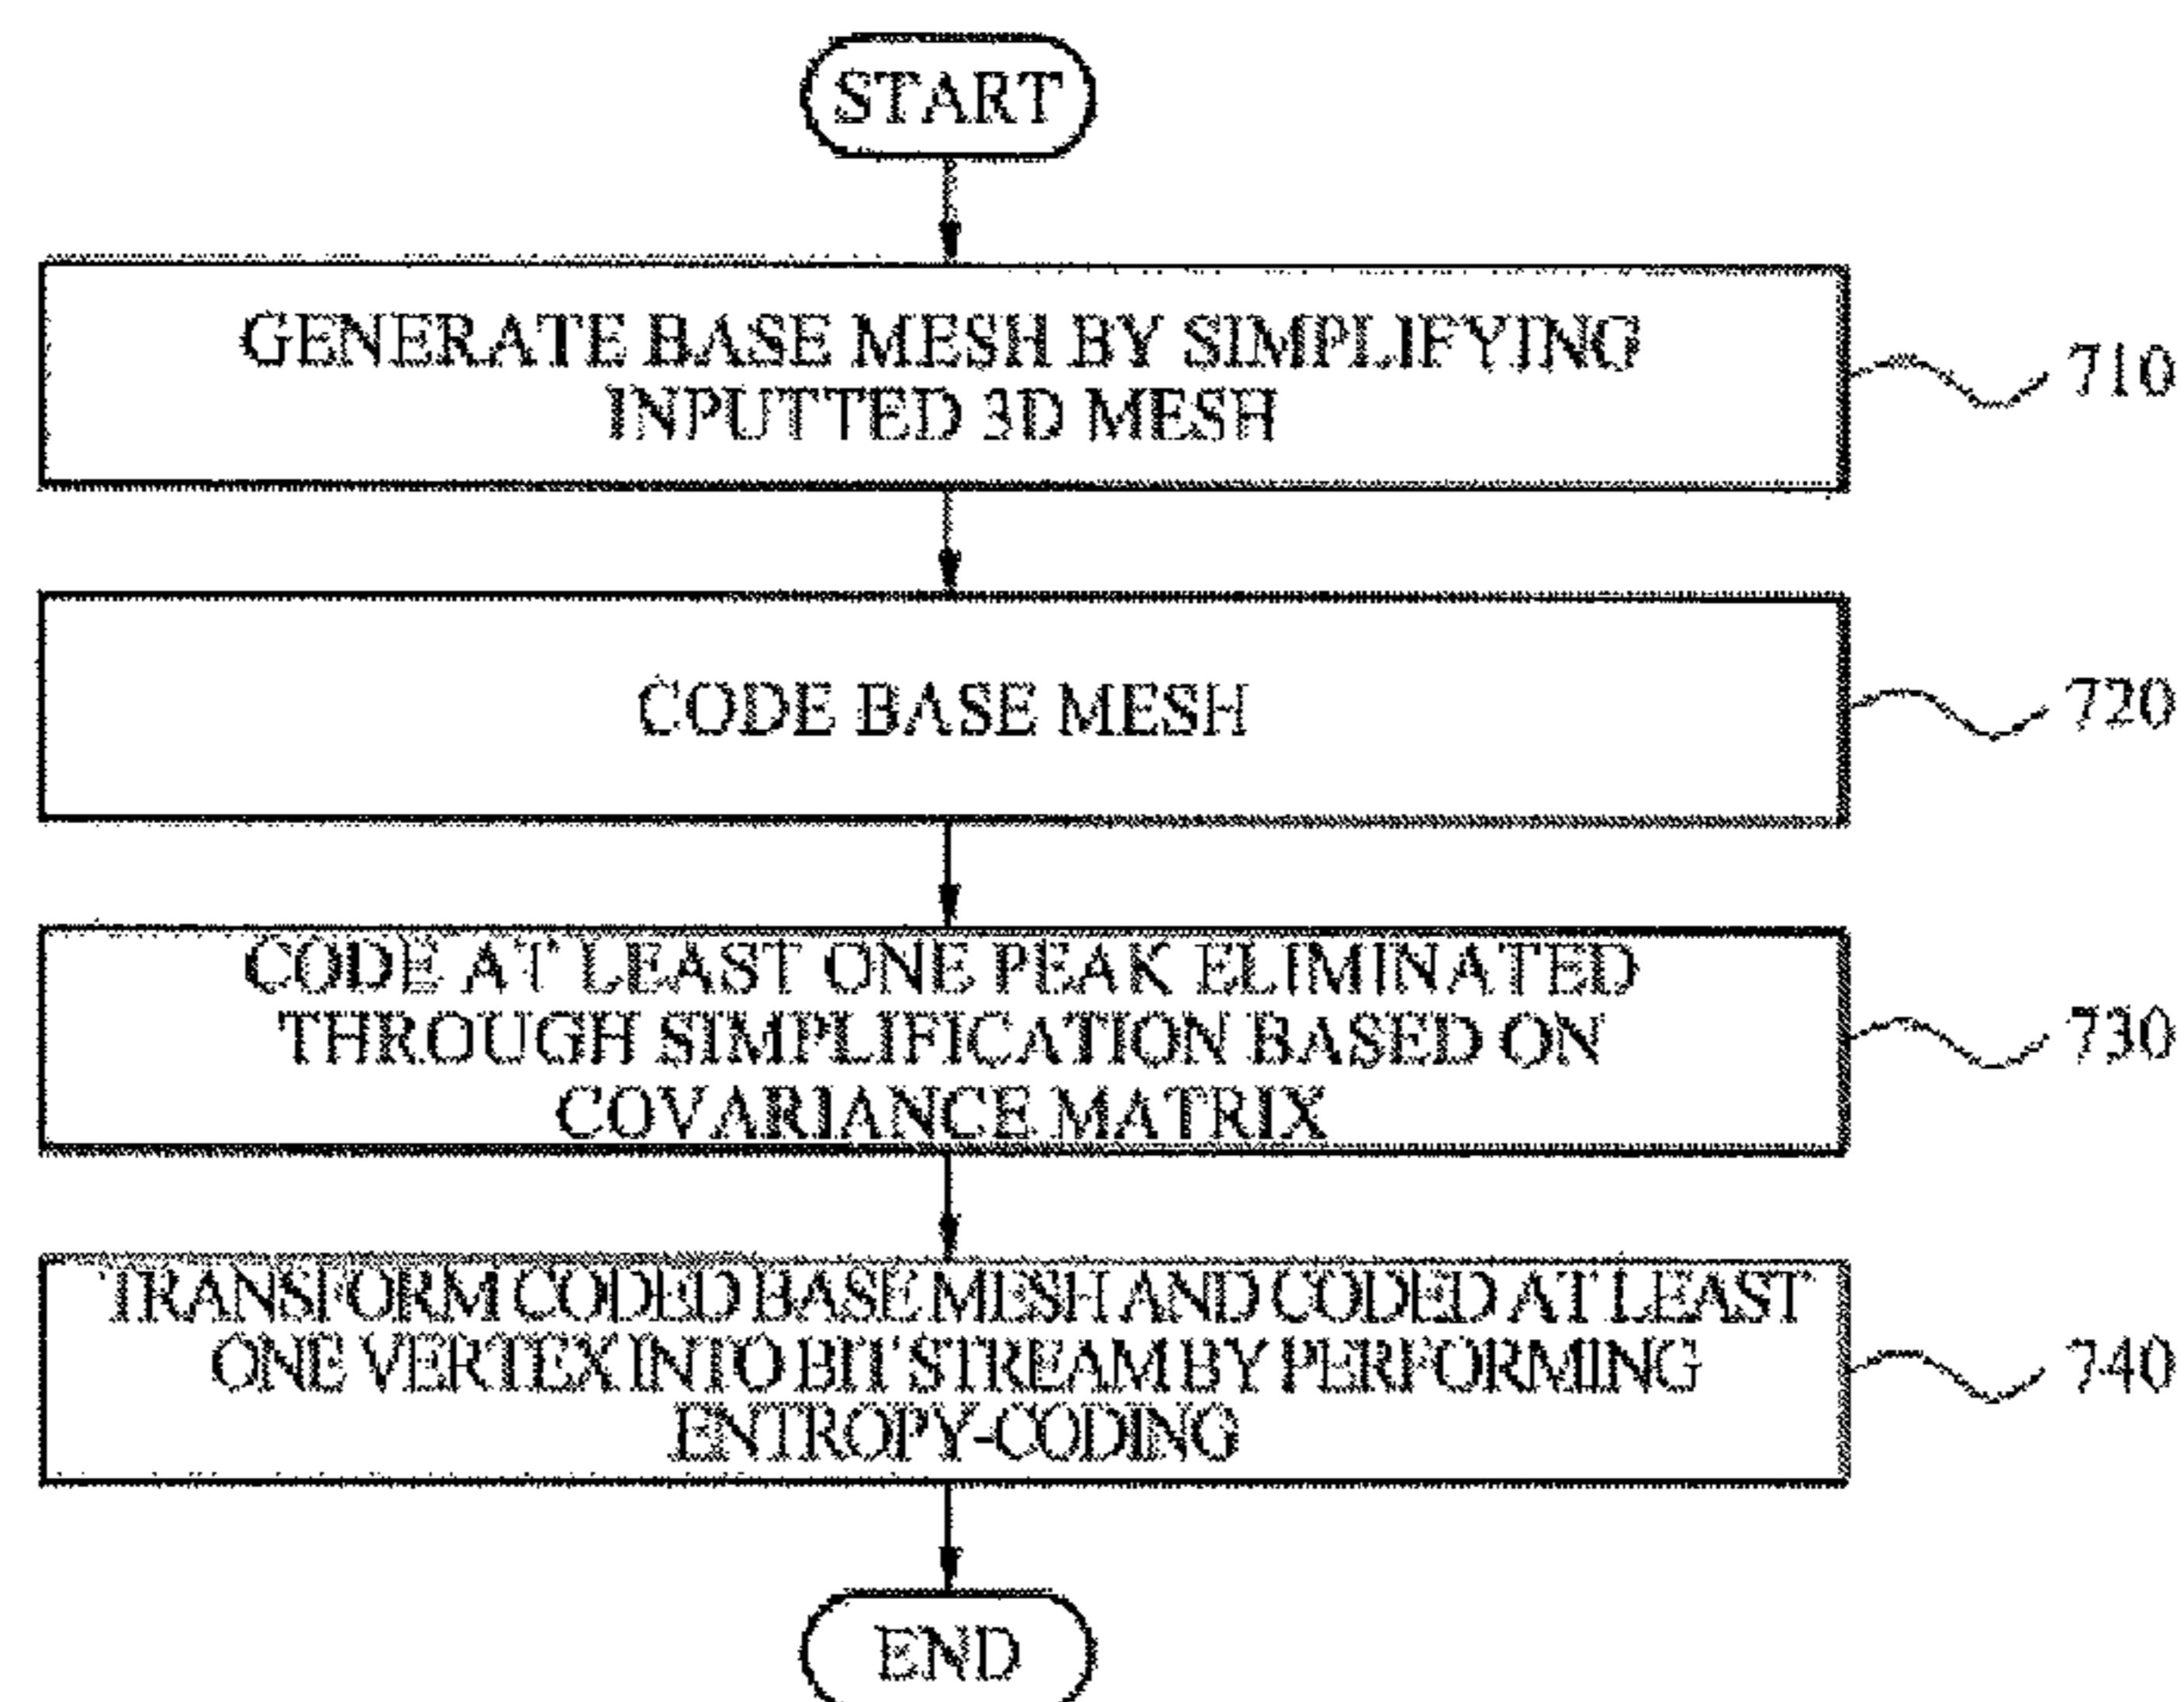 START
GENERATE BASE MESH BY SIMPLIFYING
INPUTTED 3D MESH
710
CODE BASE MESH
720
CODE AT LEAST ONE PEAK ELIMINATED
THROUGH SIMPLIFICATION BASED ON
COVARIANCE MATRIX
730
TRANSFORM CODED BASE MESH AND CODED AT LEAST
ONE VERTEX INTO BIT STREAM BY PERFORMING
ENTROPY-CODING
740
END